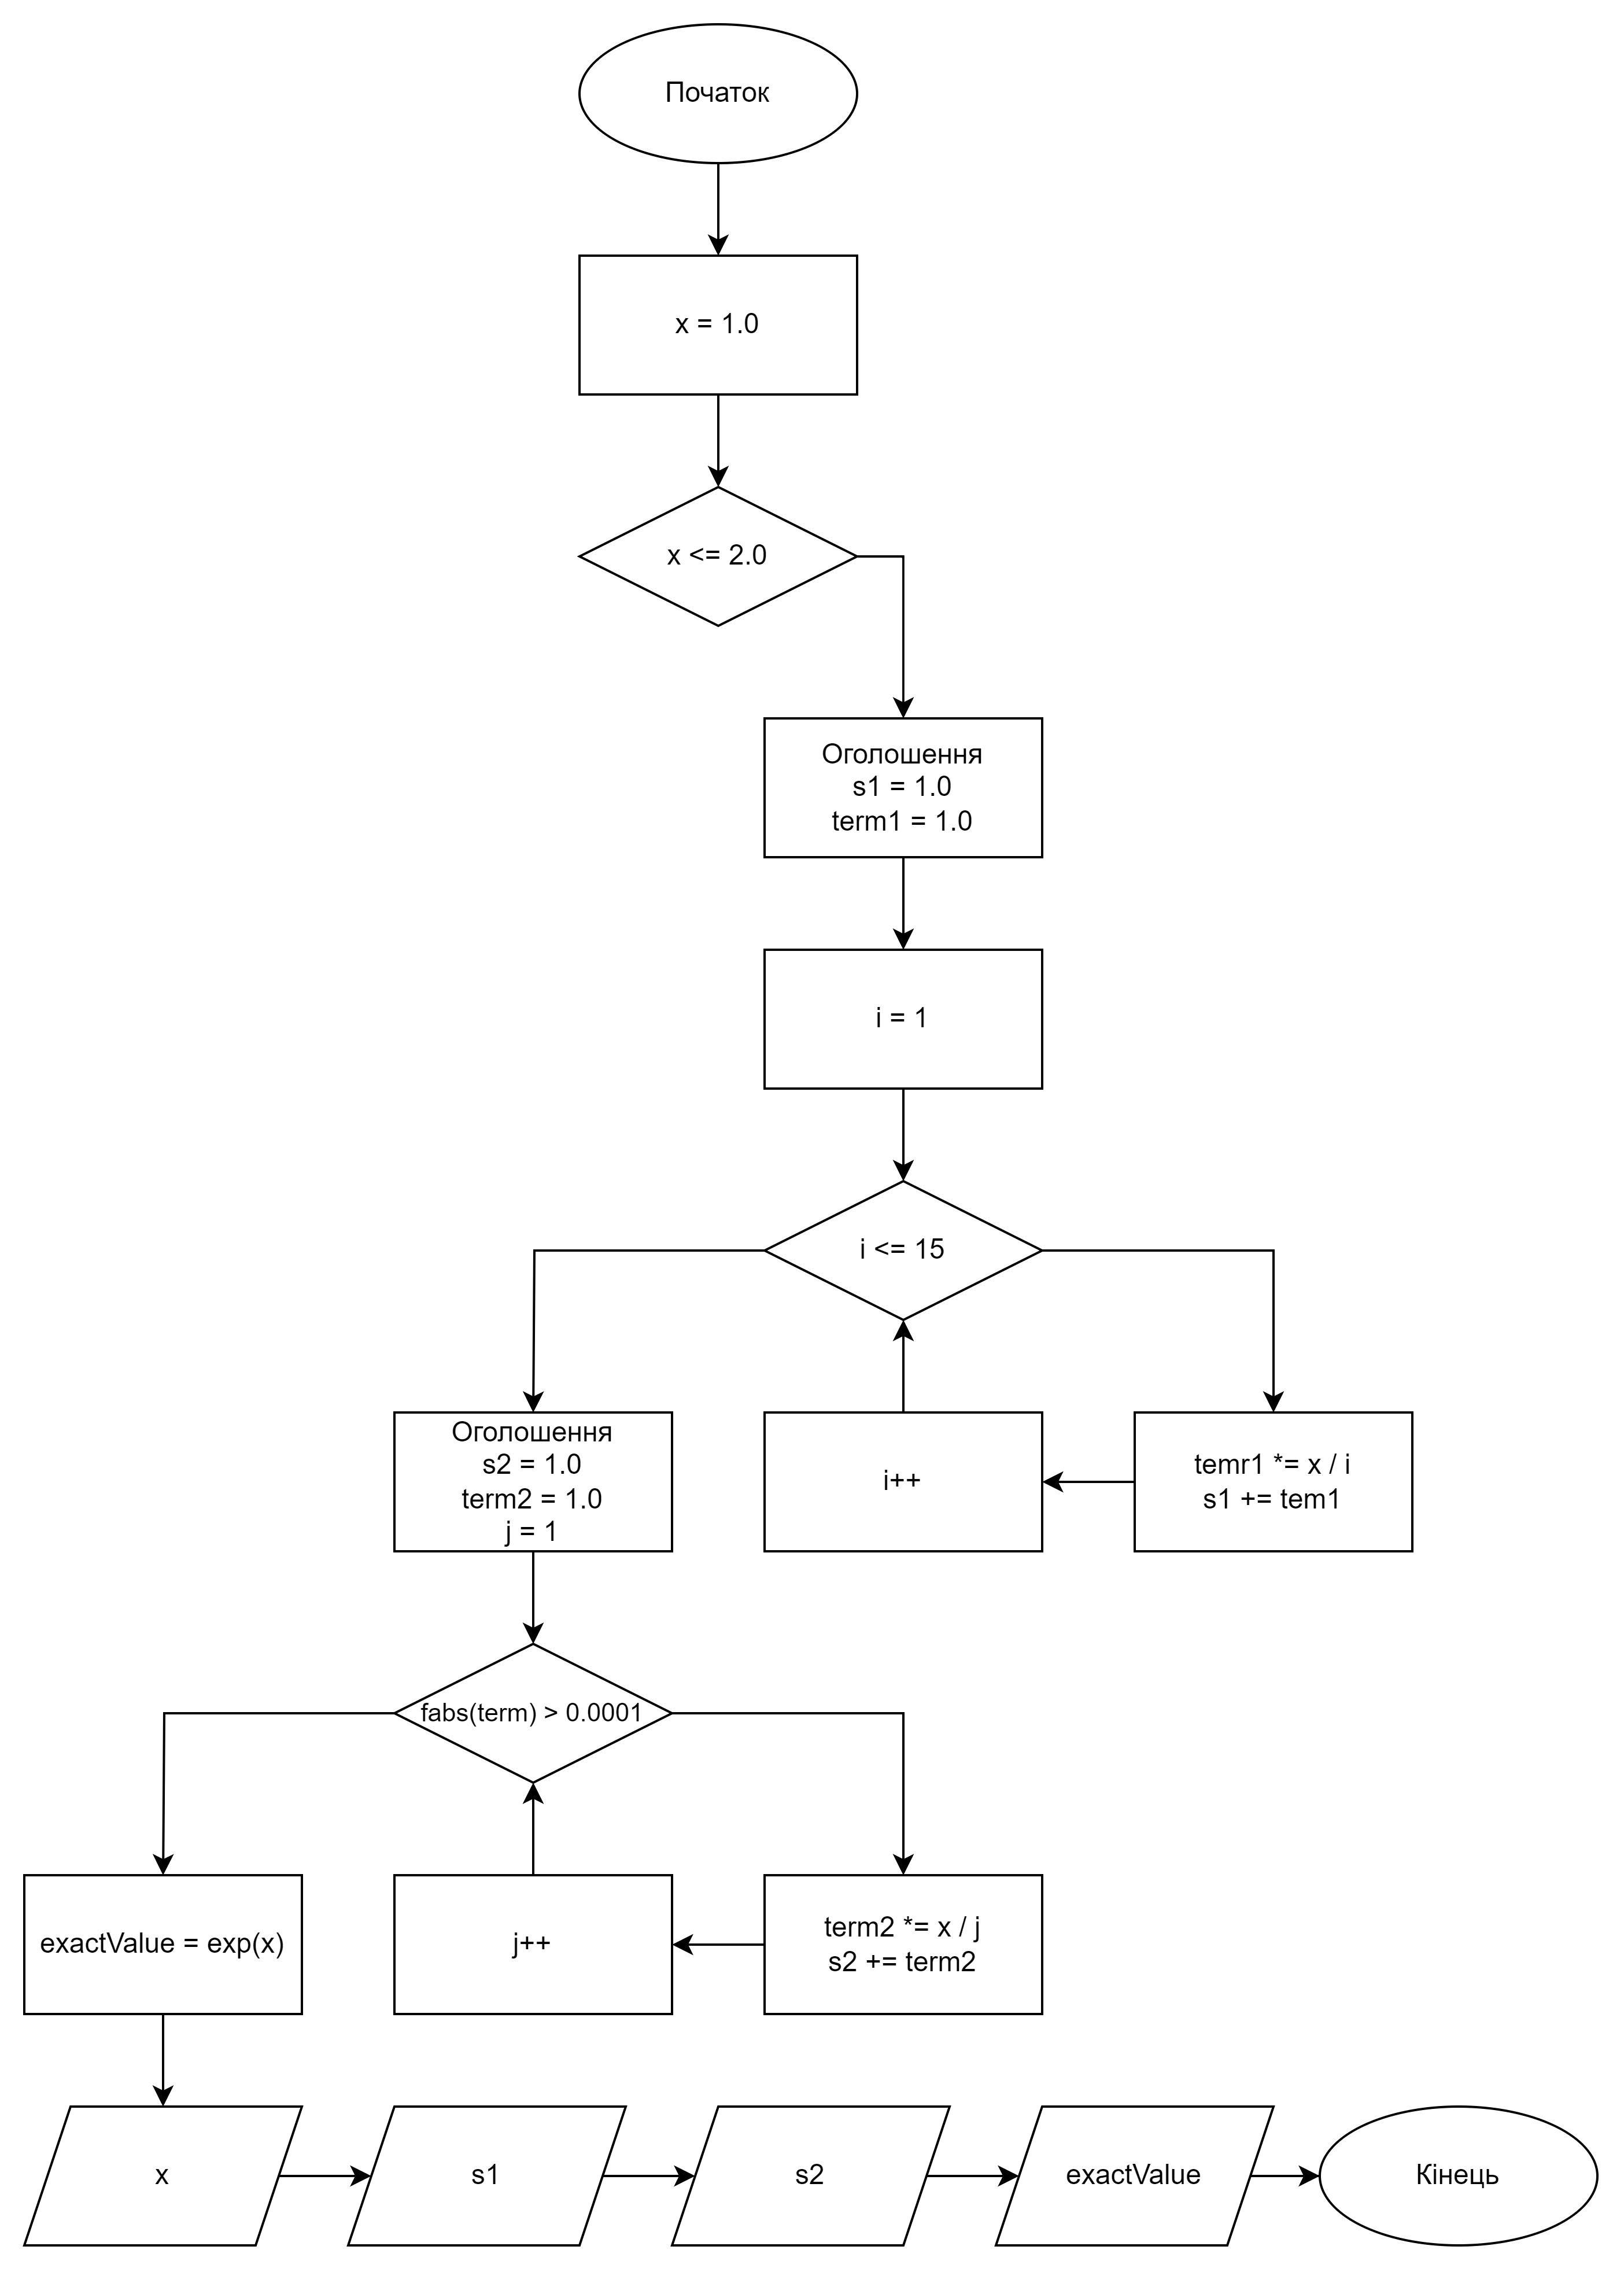 Початок
x = 1.0
x <= 2.0
Оголошення
s1 = 1.0
term1 = 1.0
i = 1
i <= 15
Оголошення
s2 = 1.0
term2 = 1.0
j = 1
i++
temr1 *= x / i
s1 += tem1
fabs(term) > 0.0001
exactValue = exp(x)
j++
term2 *= x / j
s2 += term2
x
s1
s2
exactValue
Кінець